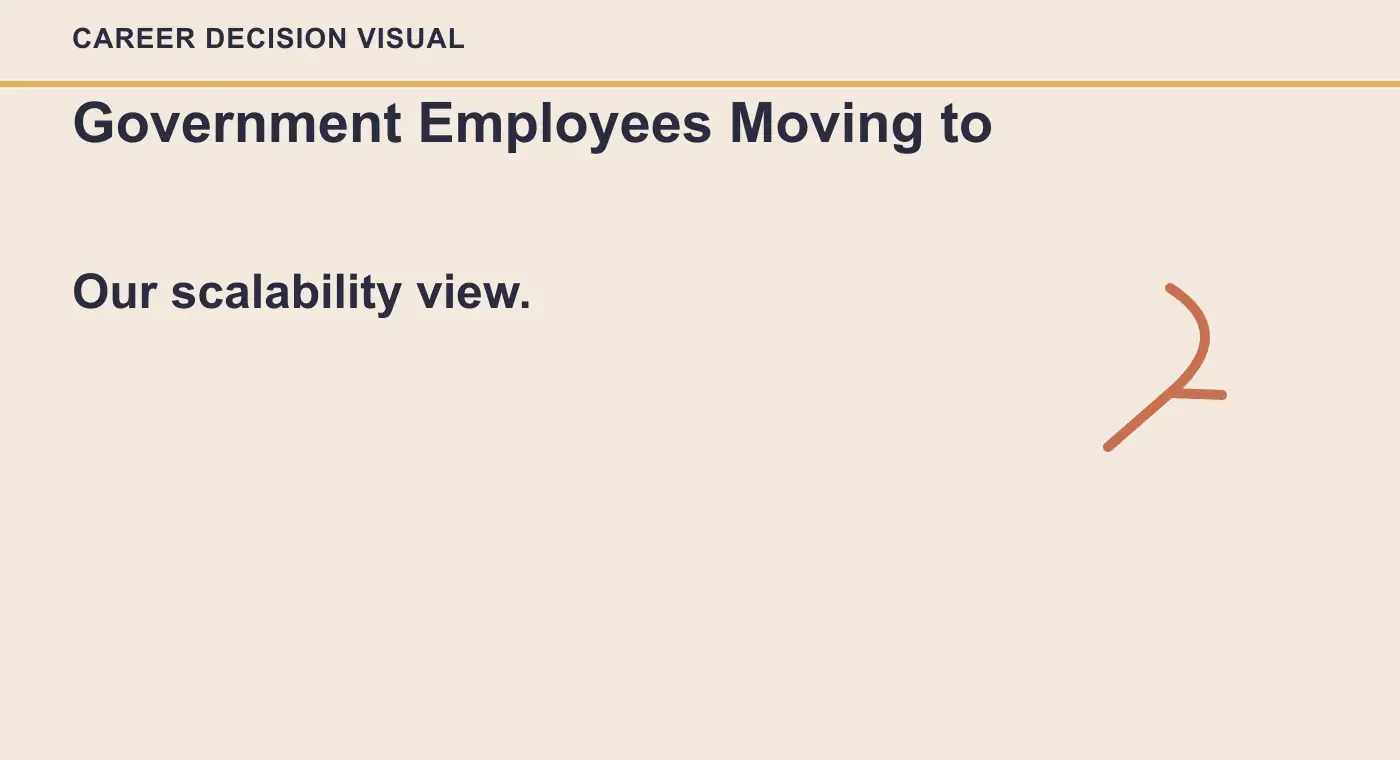 CAREER DECISION VISUAL
Government Employees Moving to
Our scalability view.